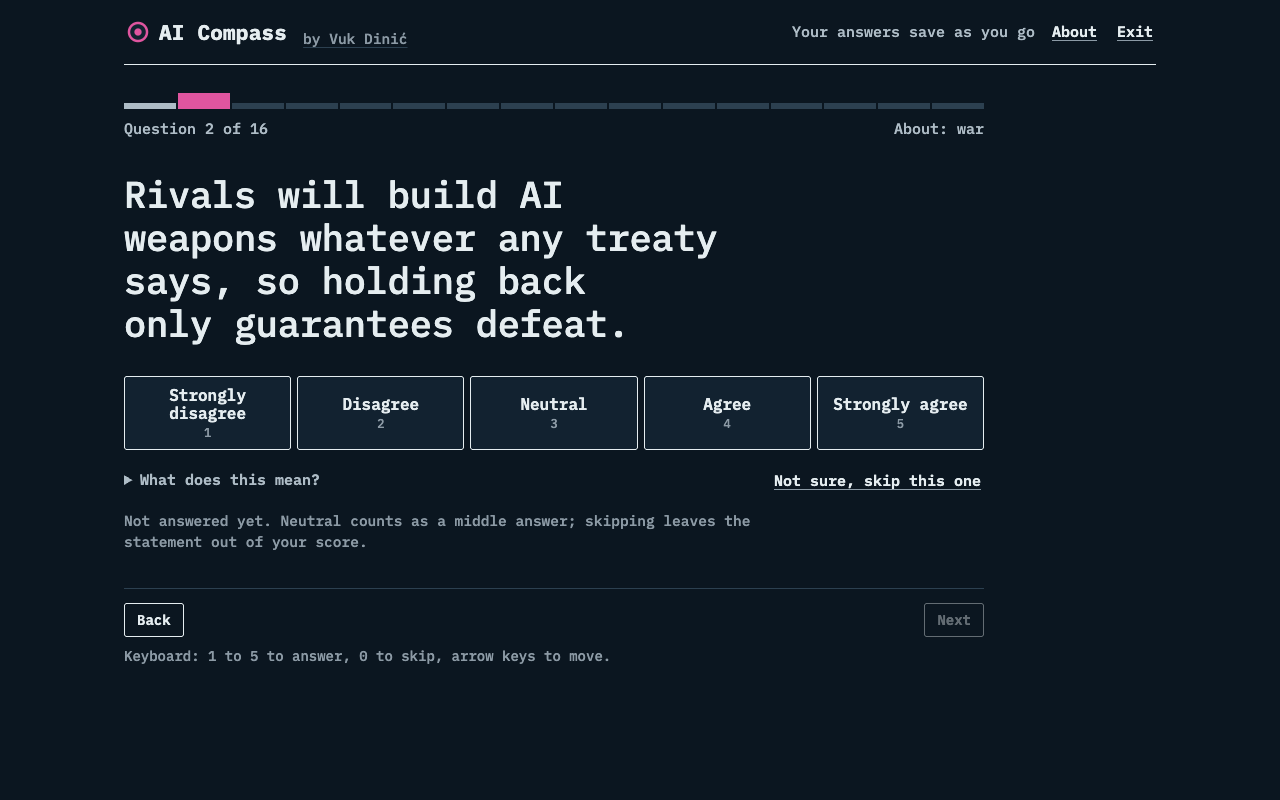 AI Compass by Vuk Dinić
Your answers save as you go About Exit
Question 2 of 16
About: war
Rivals will build AI
weapons whatever any treaty
says, so holding back
only guarantees defeat.
Strongly
disagree
1
Disagree
2
Neutral
3
Agree
4
Strongly agree
5
What does this mean?
Not sure, skip this one
Not answered yet. Neutral counts as a middle answer; skipping leaves the
statement out of your score.
Back
Next
Keyboard: 1 to 5 to answer, 0 to skip, arrow keys to move.